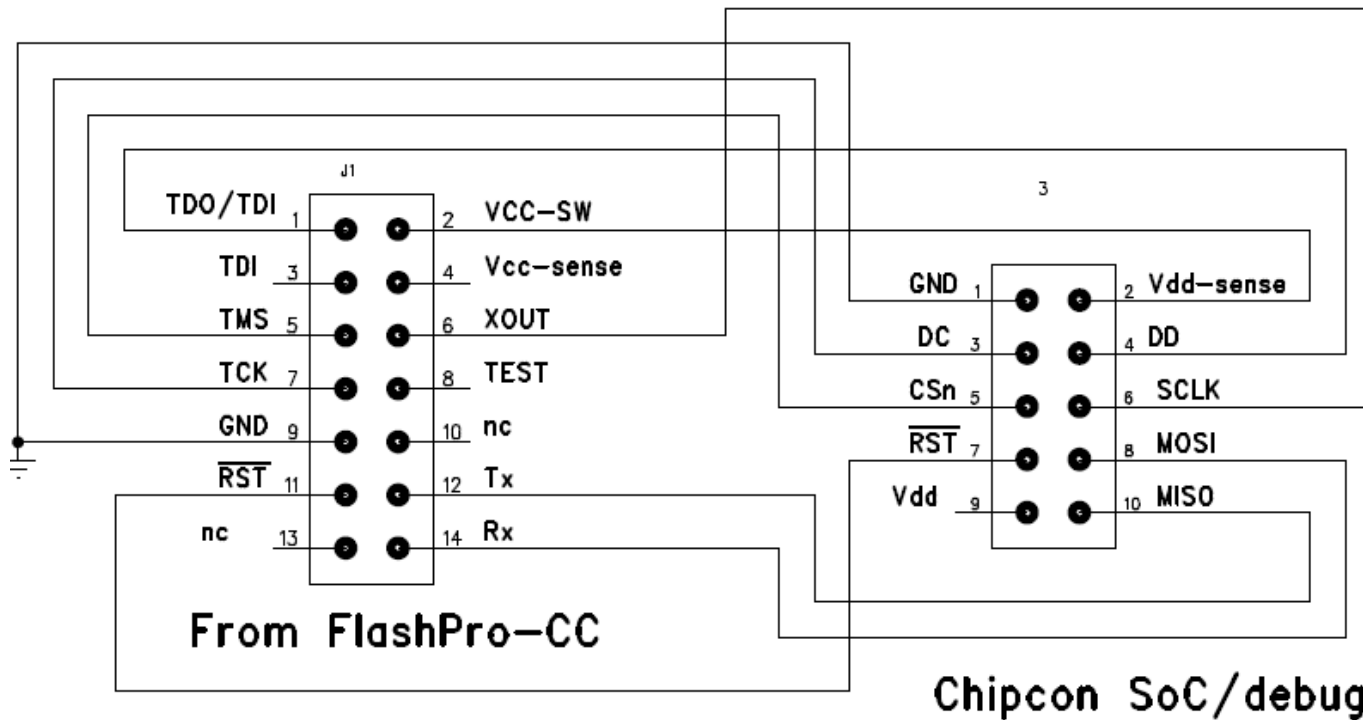 J1
3
TDO/TDI 1 2 VCC-SW
TDI 3 4 Vcc-sense
GND 1 2 Vdd-sense
TMS 5 6 XOUT
DC 3 4 DD
TCK 7 8 TEST
CSn 5 6 SCLK
GND 9 10 nc
RST 7 8 MOSI
RST 11 12 Tx
Vdd 9 10 MISO
nc 13 14 Rx
From FlashPro-CC
Chipcon SoC/debug